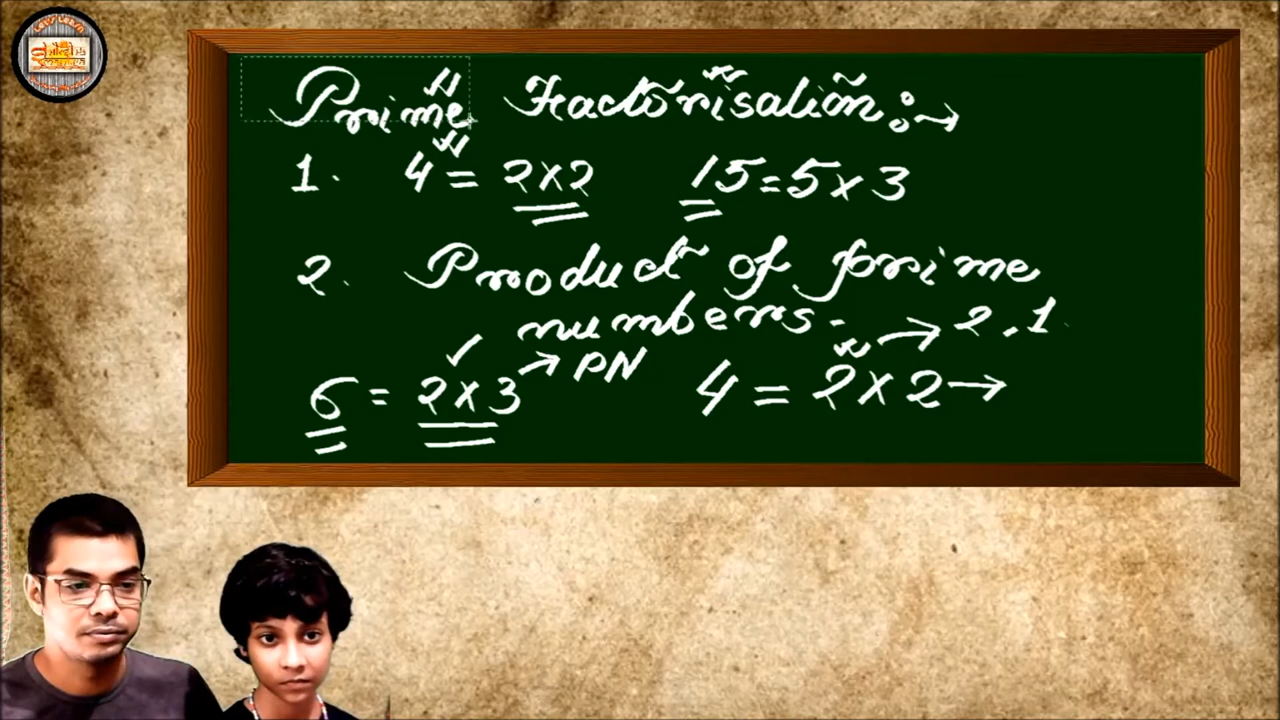 Prime Factorisation:→
1. 4 = 2×2 15=5×3
2. Product of prime
numbers. → 2,1
6 = 2×3 → PN 4 = 2×2→